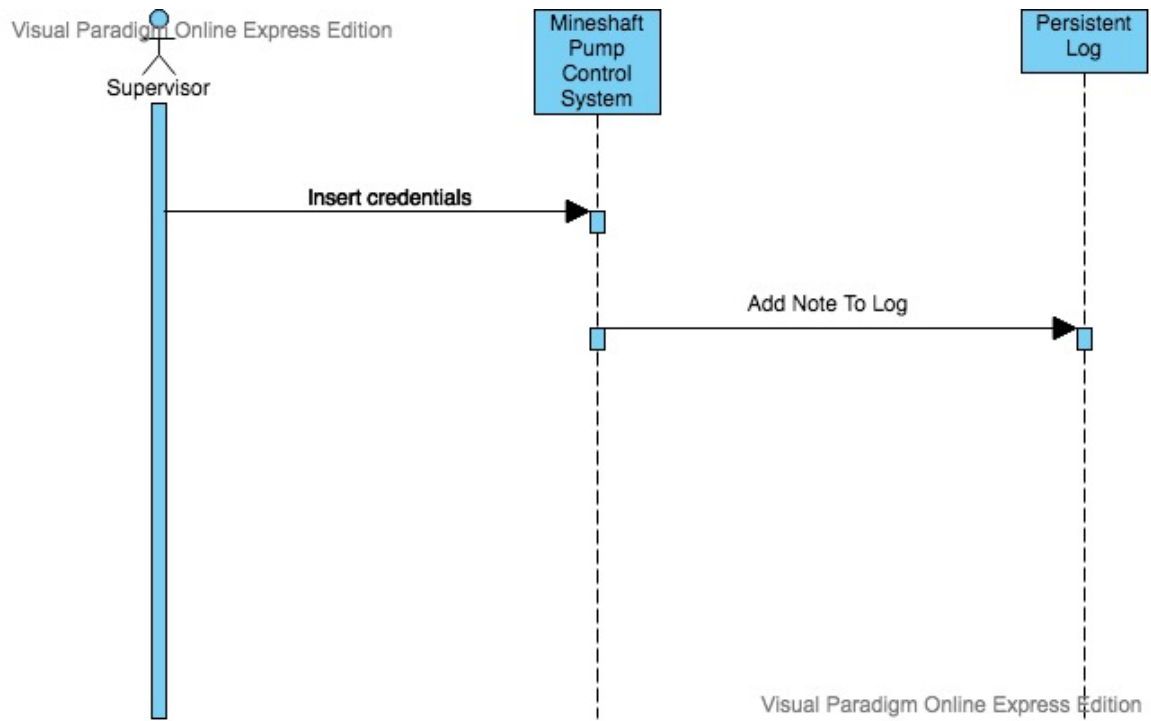 Visual Paradigm Online Express Edition
Supervisor
Mineshaft
Pump
Control
System
Persistent
Log
Insert credentials
Add Note To Log
Visual Paradigm Online Express Edition